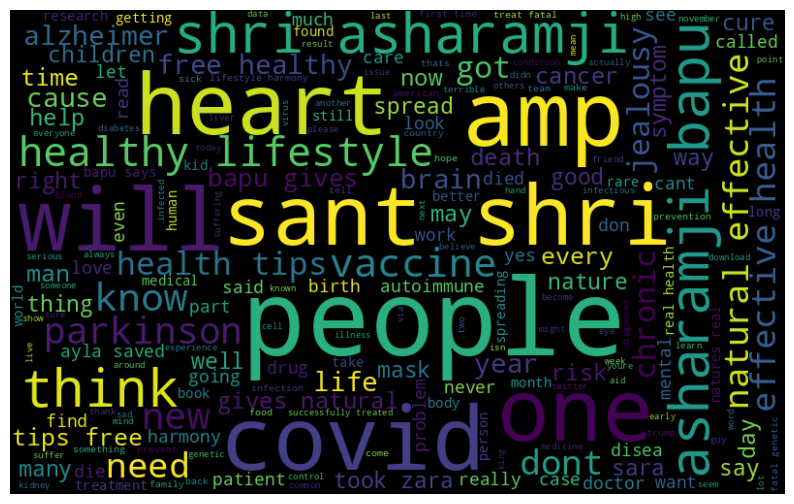 research
getting
much
see
data
last
first time
treat fatal
high
november
alzheimer
shri asharamji
found
result
mean
cure
children
let
free healthy
care
now
got
cancer
called
time
read
sick
lifestyle harmony
issue
thats
actually
didn
others
team
make
condition
point
cause
heart
virus
another
still
american
terrible
spread
amp
jealousy
symptom
bapu
natural effective
effective health
help
everyone
diabetes
liver
today
please
country
look
kid
hope
friend
healthy lifestyle
death
way
right
bapu says
bapu gives
brain
died
good
rare
cant
even
human
blood
infected
suffering
tell
better
next
hand
infectious
don
prevention
long
will
sant shri
may
work
yes
every
man
always
serious
someone
love
health tips
vaccine
believe
download
real health
mental
chronic
world
thing
know
medical
part
said
birth
autoimmune
nature
spreading
show
sure
people
known
cell
via
two
become
might
eye
isn
diagnosed
learn
natures real
asharamji
parkinson
illness
live
around
experience
ayla saved
well
drug
take
mask
year
risk
youre
week
twitter
aid
going
infection
month
never
early
think
thank
sad
mind
book
life
problem
body
trump
word
new
gives natural
food
successfully treated
person
one
guy
day
find
tips free
something
harmony
suffer
prevent
genetic
covid
come
medicine
king
dont
disea
sara
say
many
die
need
patient
took zara
really
case
doctor
want
seem
lot
fatal genetic
kidney
treatment
family
back
control
common